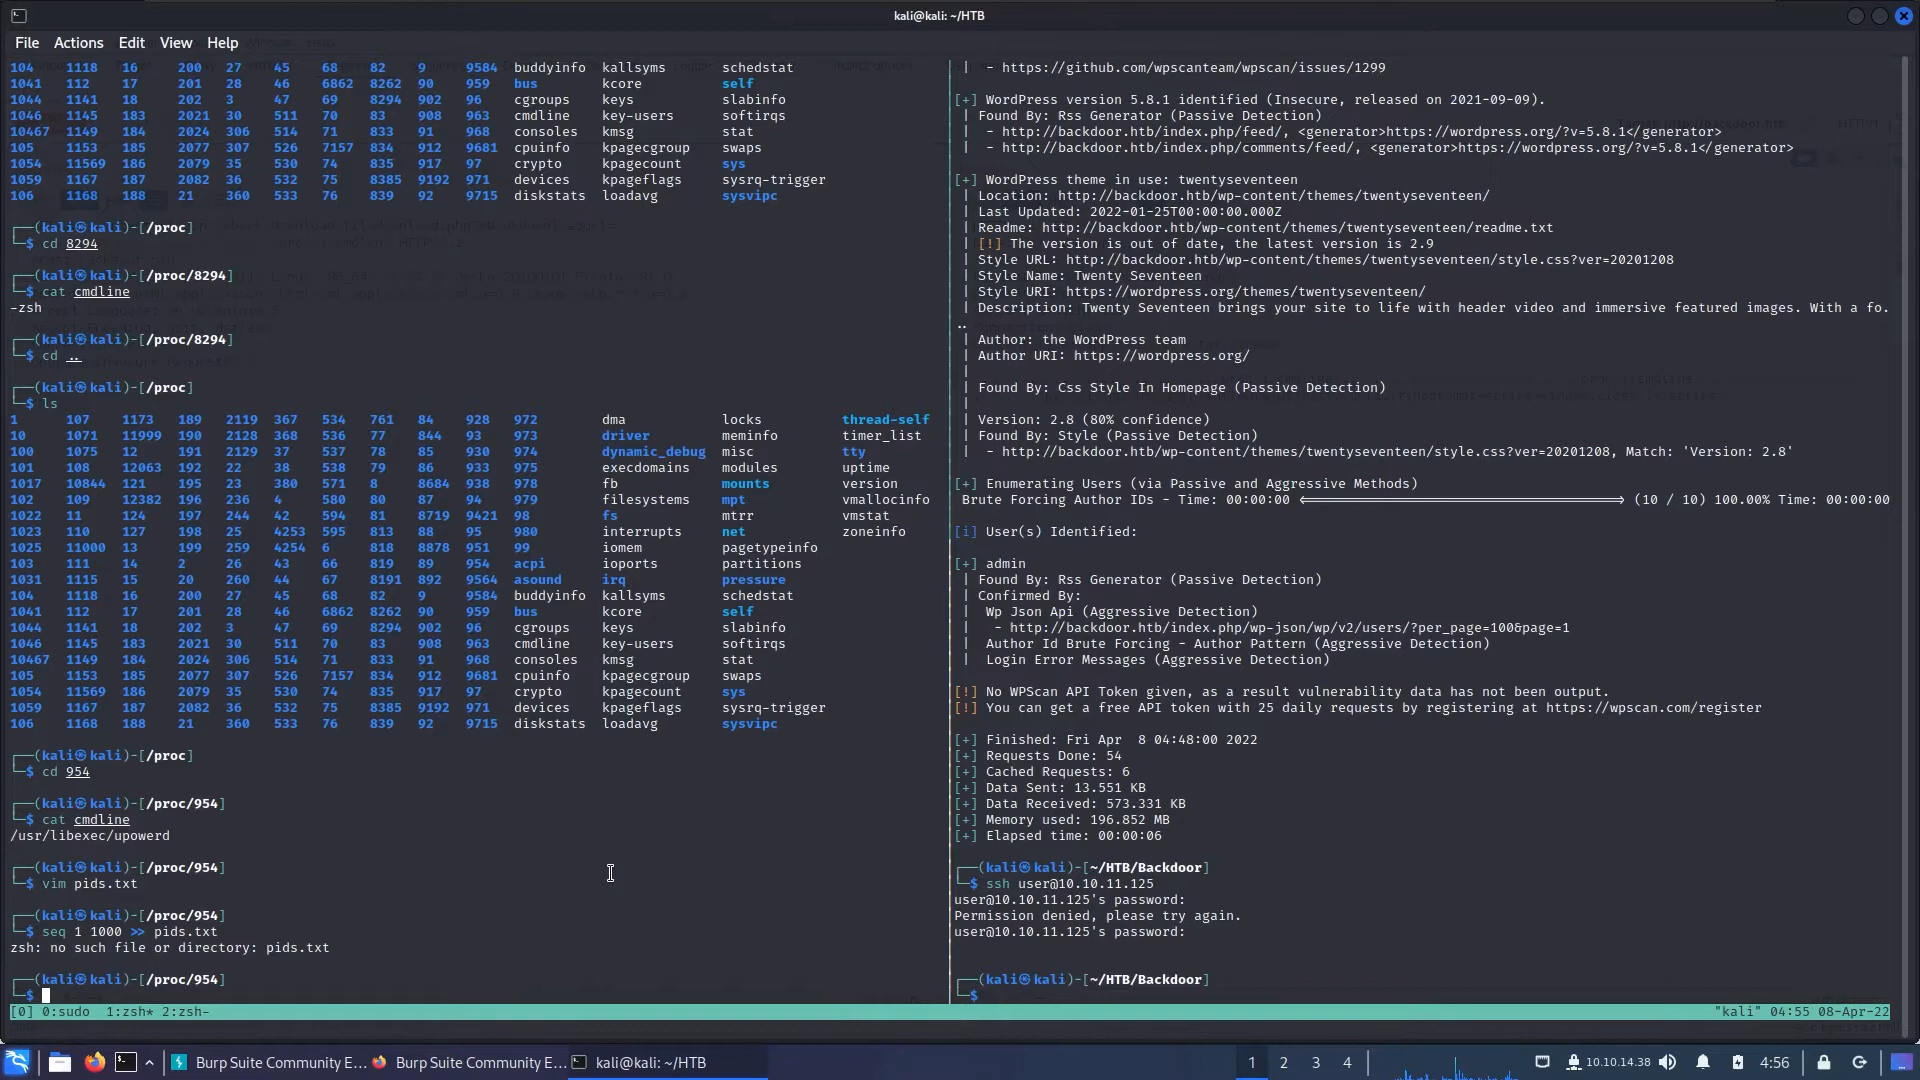 kali@kali: ~/HTB
File Actions Edit View Help
104 1118 16 200 27 45 68 82 9 9584 buddyinfo kallsyms schedstat
1041 112 17 201 28 46 6862 8262 90 959 bus kcore self
1044 1141 18 202 3 47 69 8294 902 96 cgroups keys slabinfo
1046 1145 183 2021 30 511 70 83 908 963 cmdline key-users softirqs
10467 1149 184 2024 306 514 71 833 91 968 consoles kmsg stat
105 1153 185 2077 307 526 7157 834 912 9681 cpuinfo kpagecgroup swaps
1054 11569 186 2079 35 530 74 835 917 97 crypto kpagecount sys
1059 1167 187 2082 36 532 75 8385 9192 971 devices kpageflags sysrq-trigger
106 1168 188 21 360 533 76 839 92 9715 diskstats loadavg sysvipc
┌──(kali㉿kali)-[/proc]
└─$ cd 8294
┌──(kali㉿kali)-[/proc/8294]
└─$ cat cmdline
-zsh
┌──(kali㉿kali)-[/proc/8294]
└─$ cd ..
┌──(kali㉿kali)-[/proc]
└─$ ls
1 107 1173 189 2119 367 534 761 84 928 972 dma locks thread-self
10 1071 11999 190 2128 368 536 77 844 93 973 driver meminfo timer_list
100 1075 12 191 2129 37 537 78 85 930 974 dynamic_debug misc tty
101 108 12063 192 22 38 538 79 86 933 975 execdomains modules uptime
1017 10844 121 195 23 380 571 8 8684 938 978 fb mounts version
102 109 12382 196 236 4 580 80 87 94 979 filesystems mpt vmallocinfo
1022 11 124 197 244 42 594 81 8719 9421 98 fs mtrr vmstat
1023 110 127 198 25 4253 595 813 88 95 980 interrupts net zoneinfo
1025 11000 13 199 259 4254 6 818 8878 951 99 iomem pagetypeinfo
103 111 14 2 26 43 66 819 89 954 acpi ioports partitions
1031 1115 15 20 260 44 67 8191 892 9564 asound irq pressure
104 1118 16 200 27 45 68 82 9 9584 buddyinfo kallsyms schedstat
1041 112 17 201 28 46 6862 8262 90 959 bus kcore self
1044 1141 18 202 3 47 69 8294 902 96 cgroups keys slabinfo
1046 1145 183 2021 30 511 70 83 908 963 cmdline key-users softirqs
10467 1149 184 2024 306 514 71 833 91 968 consoles kmsg stat
105 1153 185 2077 307 526 7157 834 912 9681 cpuinfo kpagecgroup swaps
1054 11569 186 2079 35 530 74 835 917 97 crypto kpagecount sys
1059 1167 187 2082 36 532 75 8385 9192 971 devices kpageflags sysrq-trigger
106 1168 188 21 360 533 76 839 92 9715 diskstats loadavg sysvipc
┌──(kali㉿kali)-[/proc]
└─$ cd 954
┌──(kali㉿kali)-[/proc/954]
└─$ cat cmdline
/usr/libexec/upowerd
┌──(kali㉿kali)-[/proc/954]
└─$ vim pids.txt
┌──(kali㉿kali)-[/proc/954]
└─$ seq 1 1000 >> pids.txt
zsh: no such file or directory: pids.txt
┌──(kali㉿kali)-[/proc/954]
└─$
| - https://github.com/wpscanteam/wpscan/issues/1299
[+] WordPress version 5.8.1 identified (Insecure, released on 2021-09-09).
| Found By: Rss Generator (Passive Detection)
| - http://backdoor.htb/index.php/feed/, <generator>https://wordpress.org/?v=5.8.1</generator>
| - http://backdoor.htb/index.php/comments/feed/, <generator>https://wordpress.org/?v=5.8.1</generator>
[+] WordPress theme in use: twentyseventeen
| Location: http://backdoor.htb/wp-content/themes/twentyseventeen/
| Last Updated: 2022-01-25T00:00:00.000Z
| Readme: http://backdoor.htb/wp-content/themes/twentyseventeen/readme.txt
| [!] The version is out of date, the latest version is 2.9
| Style URL: http://backdoor.htb/wp-content/themes/twentyseventeen/style.css?ver=20201208
| Style Name: Twenty Seventeen
| Style URI: https://wordpress.org/themes/twentyseventeen/
| Description: Twenty Seventeen brings your site to life with header video and immersive featured images. With a fo.
..
| Author: the WordPress team
| Author URI: https://wordpress.org/
|
| Found By: Css Style In Homepage (Passive Detection)
|
| Version: 2.8 (80% confidence)
| Found By: Style (Passive Detection)
| - http://backdoor.htb/wp-content/themes/twentyseventeen/style.css?ver=20201208, Match: 'Version: 2.8'
[+] Enumerating Users (via Passive and Aggressive Methods)
Brute Forcing Author IDs - Time: 00:00:00 <=======================================> (10 / 10) 100.00% Time: 00:00:00
[i] User(s) Identified:
[+] admin
| Found By: Rss Generator (Passive Detection)
| Confirmed By:
| Wp Json Api (Aggressive Detection)
| - http://backdoor.htb/index.php/wp-json/wp/v2/users/?per_page=100&page=1
| Author Id Brute Forcing - Author Pattern (Aggressive Detection)
| Login Error Messages (Aggressive Detection)
[!] No WPScan API Token given, as a result vulnerability data has not been output.
[!] You can get a free API token with 25 daily requests by registering at https://wpscan.com/register
[+] Finished: Fri Apr 8 04:48:00 2022
[+] Requests Done: 54
[+] Cached Requests: 6
[+] Data Sent: 13.551 KB
[+] Data Received: 573.331 KB
[+] Memory used: 196.852 MB
[+] Elapsed time: 00:00:06
┌──(kali㉿kali)-[~/HTB/Backdoor]
└─$ ssh user@10.10.11.125
user@10.10.11.125's password:
Permission denied, please try again.
user@10.10.11.125's password:
┌──(kali㉿kali)-[~/HTB/Backdoor]
└─$
[0] 0:sudo 1:zsh* 2:zsh- "kali" 04:55 08-Apr-22
Burp Suite Community E... Burp Suite Community E... kali@kali: ~/HTB 1 2 3 4 10.10.14.38 4:56